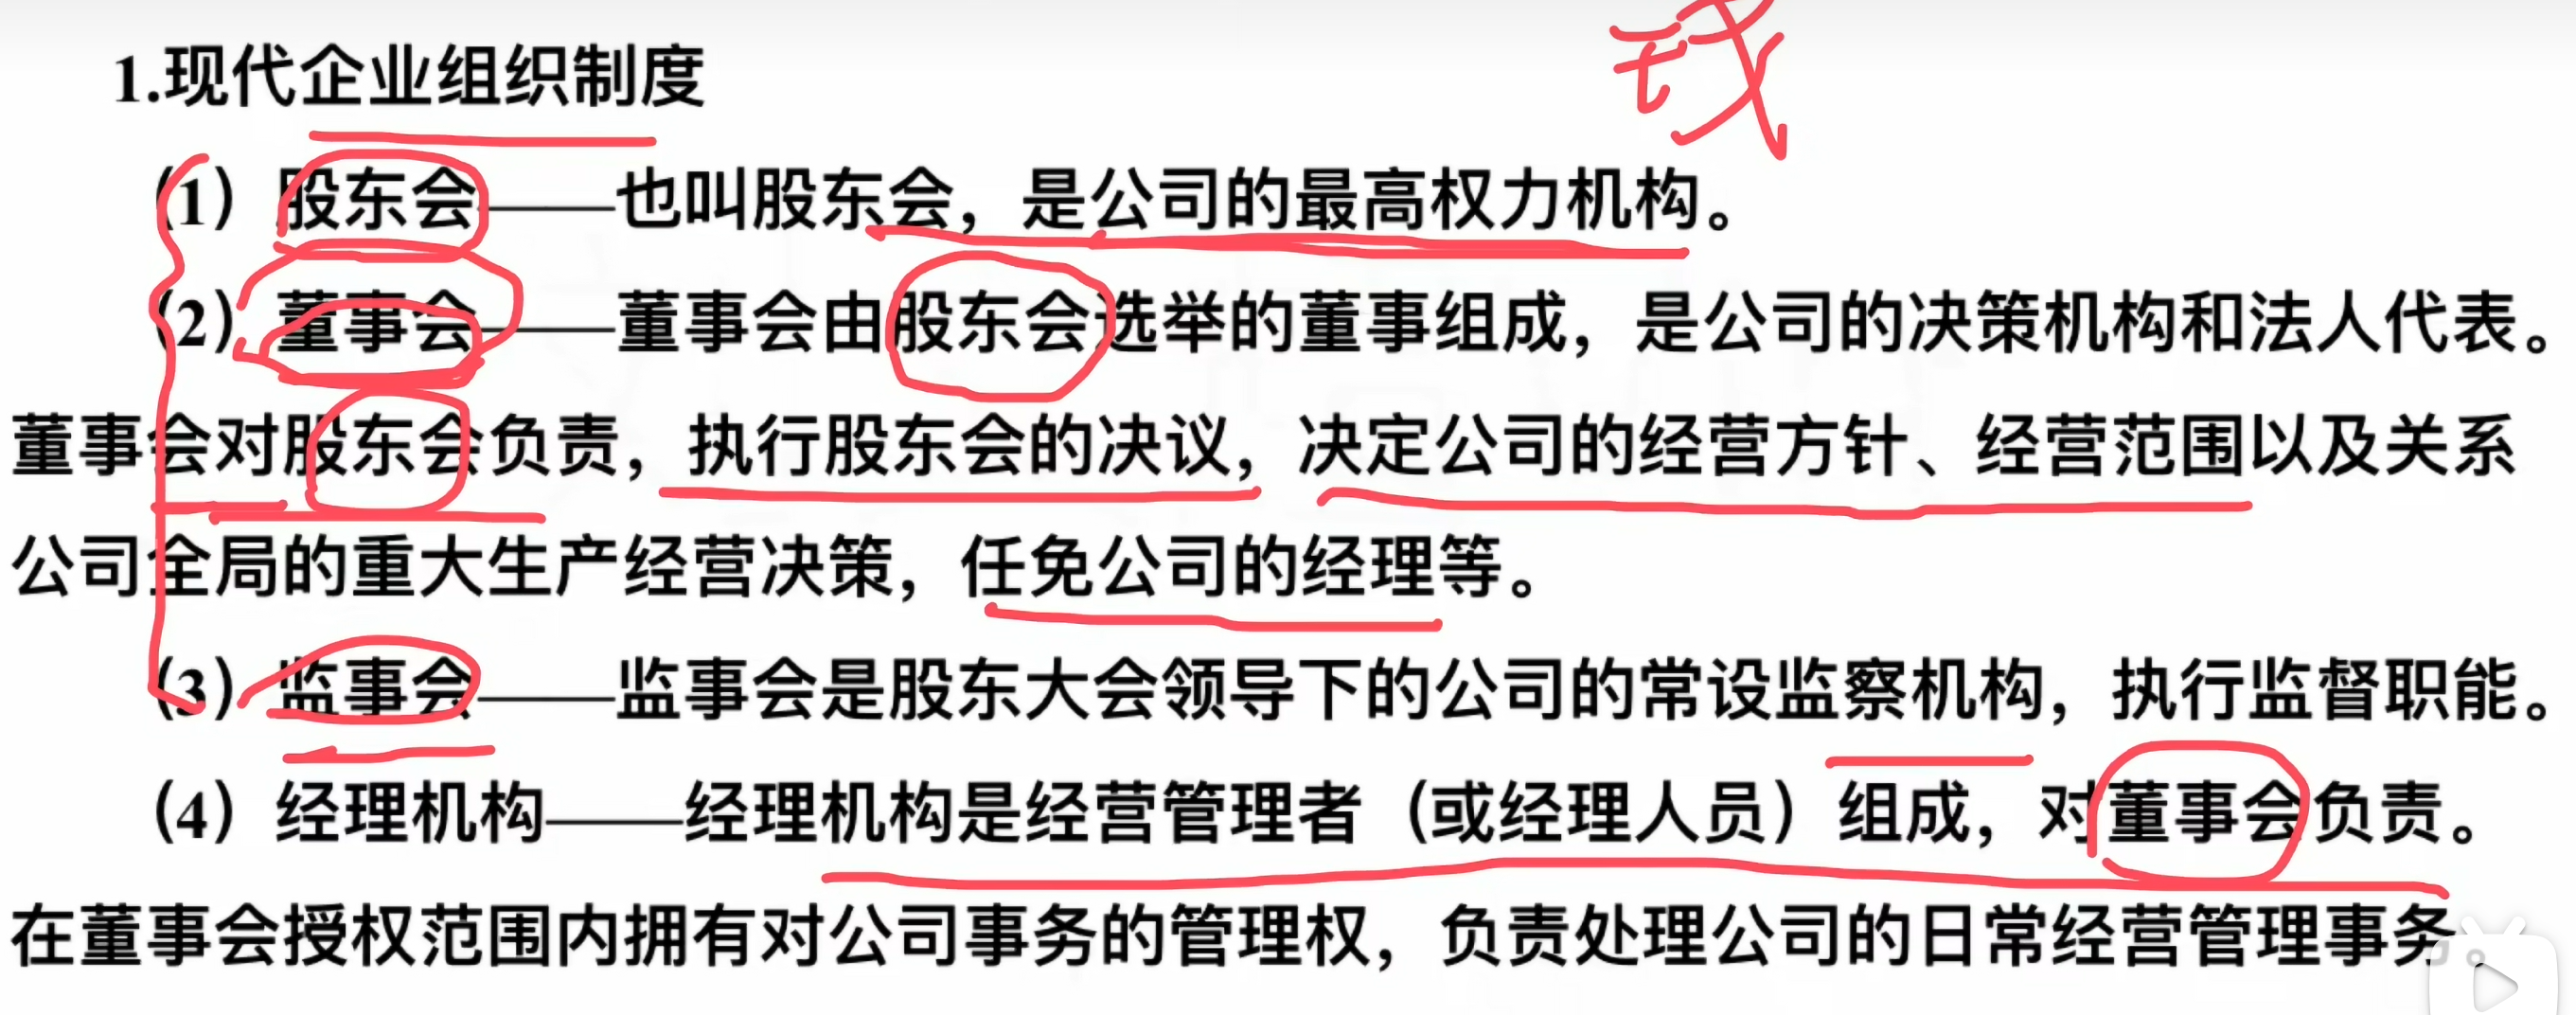 1.现代企业组织制度
（1）股东会——也叫股东会，是公司的最高权力机构。
（2）董事会——董事会由股东会选举的董事组成，是公司的决策机构和法人代表。
董事会对股东会负责，执行股东会的决议，决定公司的经营方针、经营范围以及关系
公司全局的重大生产经营决策，任免公司的经理等。
（3）监事会——监事会是股东大会领导下的公司的常设监察机构，执行监督职能。
（4）经理机构——经理机构是经营管理者（或经理人员）组成，对董事会负责。
在董事会授权范围内拥有对公司事务的管理权，负责处理公司的日常经营管理事务